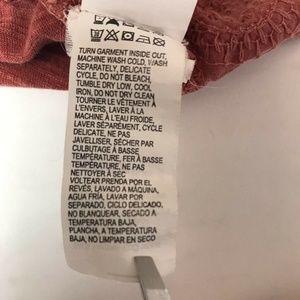 TURN GARMENT INSIDE OUT,
MACHINE WASH COLD, WASH
SEPARATELY, DELICATE
CYCLE, DO NOT BLEACH,
TUMBLE DRY LOW, COOL
IRON, DO NOT DRY CLEAN
TOURNER LE VÊTEMENT À
L'ENVERS, LAVER À LA
MACHINE À L'EAU FROIDE,
LAVER SÉPARÉMENT, CYCLE
DÉLICATE, NE PAS
JAVELLISER, SÉCHER PAR
CULBUTAGE À BASSE
TEMPÉRATURE, FER À BASSE
TEMPÉRATURE, NE PAS
NETTOYER À SEC
VOLTEAR PRENDA POR EL
REVÉS, LAVADO A MÁQUINA,
AGUA FRÍA, LAVAR POR
SEPARADO, CICLO DELICADO,
NO BLANQUEAR, SECADO A
TEMPERATURA BAJA,
PLANCHA, A TEMPERATURA
BAJA, NO LIMPIAR EN SECO